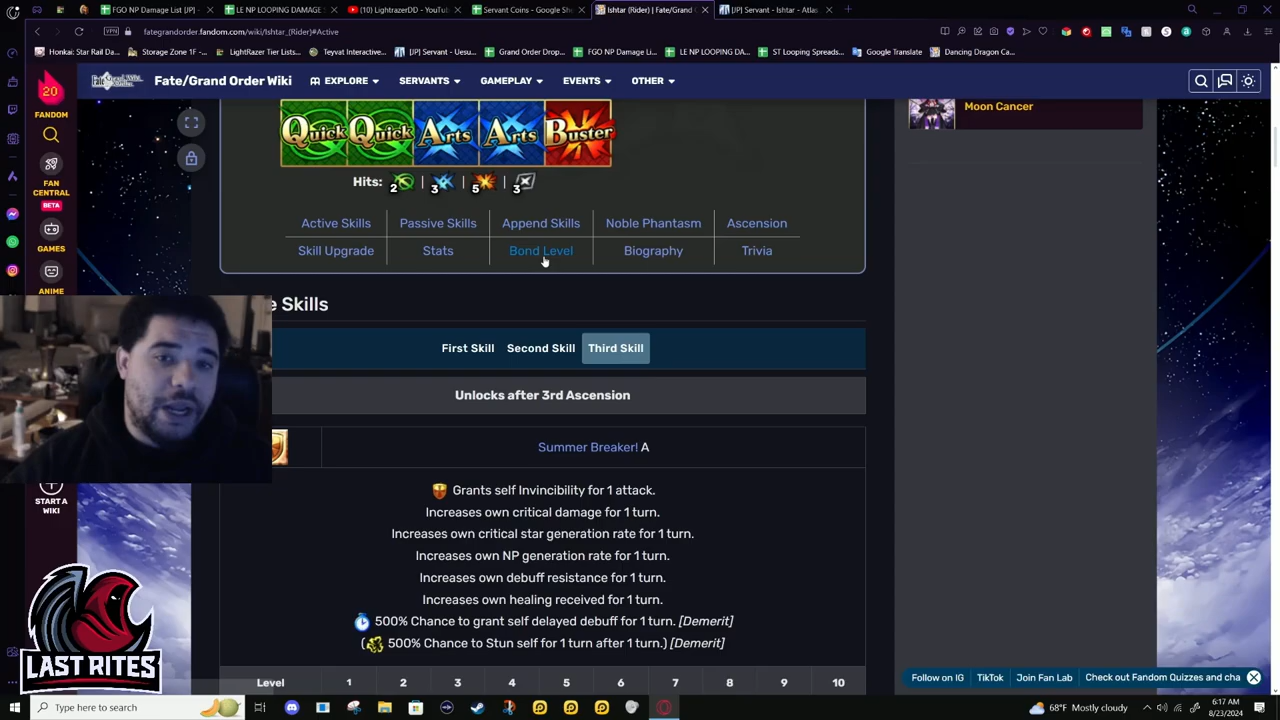 FGO NP Damage List [JP] -
LE NP LOOPING DAMAGE
(10) LightrazerDD - YouTub
Servant Coins - Google She
Ishtar (Rider) | Fate/Grand O
[JP] Servant - Atlas
VPN
fategrandorder.fandom.com/wiki/Ishtar_(Rider)#Active
Honkai: Star Rail Da...
Storage Zone 1F -...
LightRazer Tier Lists...
Teyvat Interactive...
[JP] Servant - Uesu...
Grand Order Drop...
FGO NP Damage Li...
LE NP LOOPING DA...
ST Looping Spreads...
Google Translate
Dancing Dragon Ca...
20
FANDOM
FAN
CENTRAL
BETA
GAMES
ANIME
START A
WIKI
Fate/Grand Order Wiki
EXPLORE
SERVANTS
GAMEPLAY
EVENTS
OTHER
Moon Cancer
Quick Quick Arts Arts Buster
Hits: 2 | 3 | 5 | 3
Active Skills Passive Skills Append Skills Noble Phantasm Ascension
Skill Upgrade Stats Bond Level Biography Trivia
e Skills
First Skill Second Skill Third Skill
Unlocks after 3rd Ascension
Summer Breaker! A
Grants self Invincibility for 1 attack.
Increases own critical damage for 1 turn.
Increases own critical star generation rate for 1 turn.
Increases own NP generation rate for 1 turn.
Increases own debuff resistance for 1 turn.
Increases own healing received for 1 turn.
500% Chance to grant self delayed debuff for 1 turn. [Demerit]
( 500% Chance to Stun self for 1 turn after 1 turn.) [Demerit]
Level 1 2 3 4 5 6 7 8 9 10
LAST RITES
Follow on IG TikTok Join Fan Lab Check out Fandom Quizzes and cha
Type here to search
68°F Mostly cloudy
6:17 AM
8/23/2024